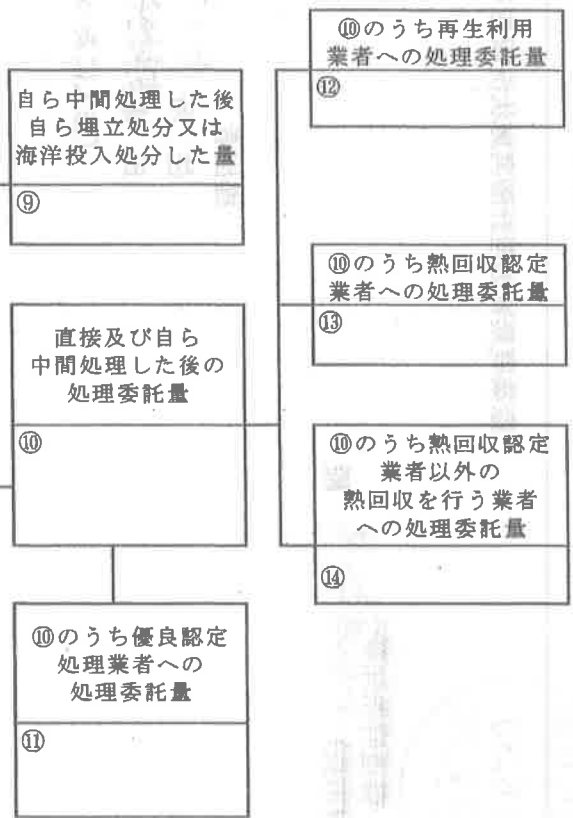 自ら中間処理した後
自ら埋立処分又は
海洋投入処分した量
⑨
直接及び自ら
中間処理した後の
処理委託量
⑩
⑩のうち優良認定
処理業者への
処理委託量
⑪
⑩のうち再生利用
業者への処理委託量
⑫
⑩のうち熱回収認定
業者への処理委託量
⑬
⑩のうち熱回収認定
業者以外の
熱回収を行う業者
への処理委託量
⑭